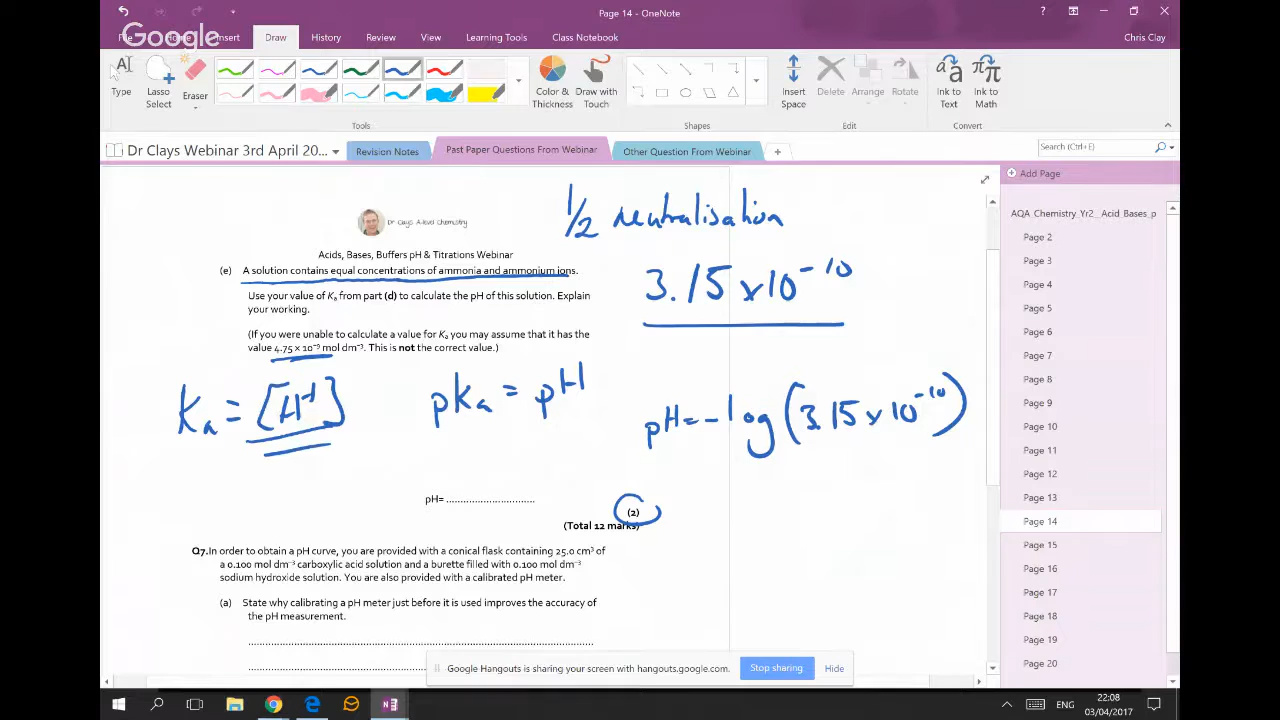 Page 14 - OneNote
Google
Insert
Draw
History
Review
View
Learning Tools
Class Notebook
Chris Clay
Type
Lasso Select
Eraser
Color & Thickness
Draw with Touch
Insert Space
Delete
Arrange
Rotate
Ink to Text
Ink to Math
Tools
Shapes
Edit
Convert
Dr Clays Webinar 3rd April 20...
Revision Notes
Past Paper Questions From Webinar
Other Question From Webinar
Search (Ctrl+E)
Add Page
AQA_Chemistry_Yr2_ Acid_Bases_p
Page 2
Page 3
Page 4
Page 5
Page 6
Page 7
Page 8
Page 9
Page 10
Page 11
Page 12
Page 13
Page 14
Page 15
Page 16
Page 17
Page 18
Page 19
Page 20
Dr Clays A-level Chemistry
1/2 neutralisation
Acids, Bases, Buffers pH & Titrations Webinar
(e) A solution contains equal concentrations of ammonia and ammonium ions.
3.15 x 10⁻¹⁰
Use your value of Kₐ from part (d) to calculate the pH of this solution. Explain
your working.
(If you were unable to calculate a value for Kₐ you may assume that it has the
value 4.75 × 10⁻⁹ mol dm⁻³. This is not the correct value.)
Kₐ = [H⁺]
pKₐ = pH
pH = -log(3.15 x 10⁻¹⁰)
pH= ..............................
(2)
(Total 12 marks)
Q7.In order to obtain a pH curve, you are provided with a conical flask containing 25.0 cm³ of
a 0.100 mol dm⁻³ carboxylic acid solution and a burette filled with 0.100 mol dm⁻³
sodium hydroxide solution. You are also provided with a calibrated pH meter.
(a) State why calibrating a pH meter just before it is used improves the accuracy of
the pH measurement.
Google Hangouts is sharing your screen with hangouts.google.com.
Stop sharing
Hide
ENG
22:08
03/04/2017